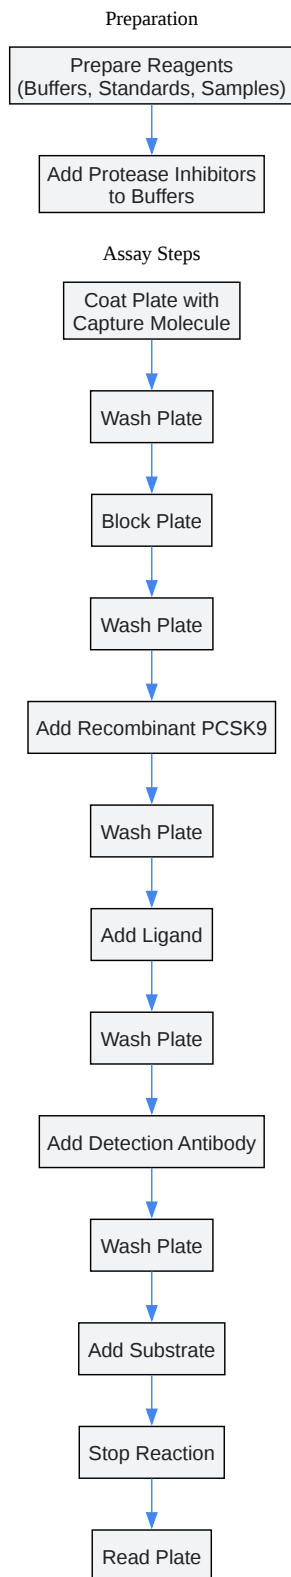 Preparation
Prepare Reagents
(Buffers, Standards, Samples)
Add Protease Inhibitors
to Buffers
Assay Steps
Coat Plate with
Capture Molecule
Wash Plate
Block Plate
Wash Plate
Add Recombinant PCSK9
Wash Plate
Add Ligand
Wash Plate
Add Detection Antibody
Wash Plate
Add Substrate
Stop Reaction
Read Plate